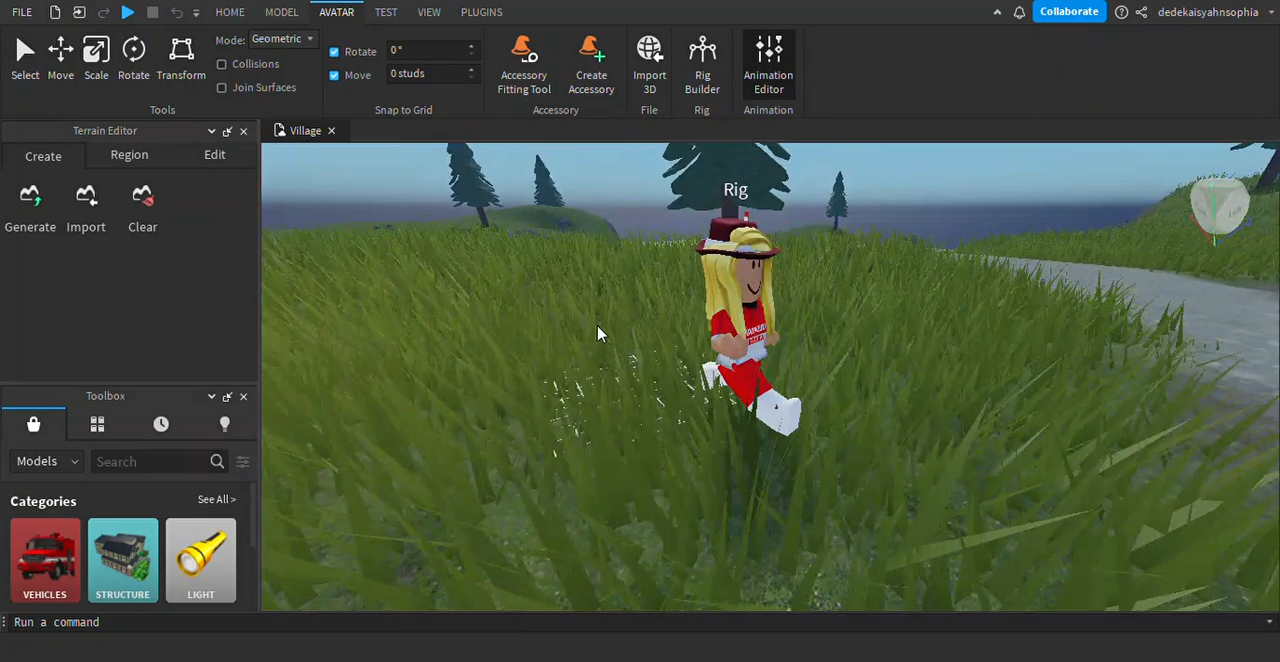 FILE HOME MODEL AVATAR TEST VIEW PLUGINS Collaborate dedekaisyahnsophia
Select Move Scale Rotate Transform
Mode: Geometric
Collisions
Join Surfaces
Tools
Rotate 0°
Move 0 studs
Snap to Grid
Accessory Fitting Tool
Create Accessory
Accessory
Import 3D
File
Rig Builder
Rig
Animation Editor
Animation
Terrain Editor
Village
Create Region Edit
Generate Import Clear
Rig
Toolbox
Models Search
Categories See All >
VEHICLES STRUCTURE LIGHT
Run a command